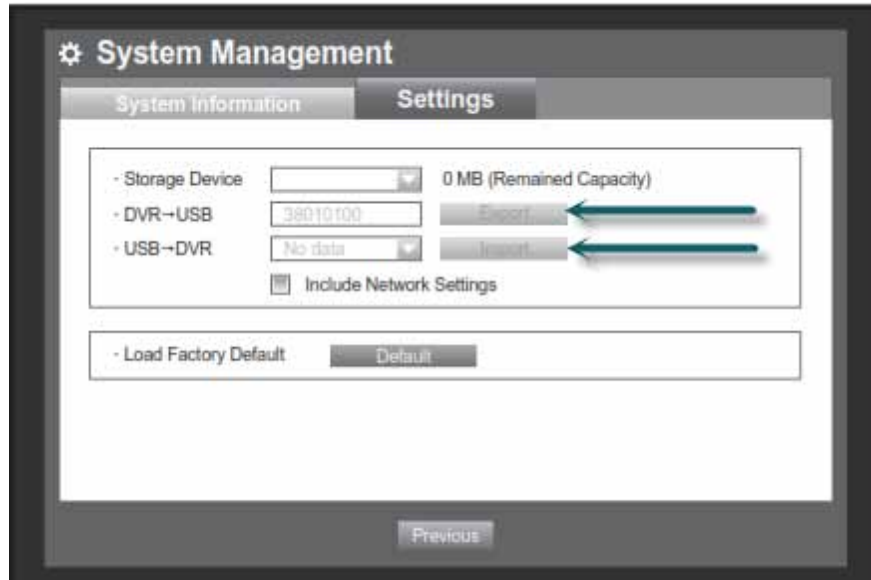 System Management
System Information Settings
· Storage Device 0 MB (Remained Capacity)
· DVR→USB 38010100 Export
· USB→DVR No data Import
Include Network Settings
· Load Factory Default Default
Previous